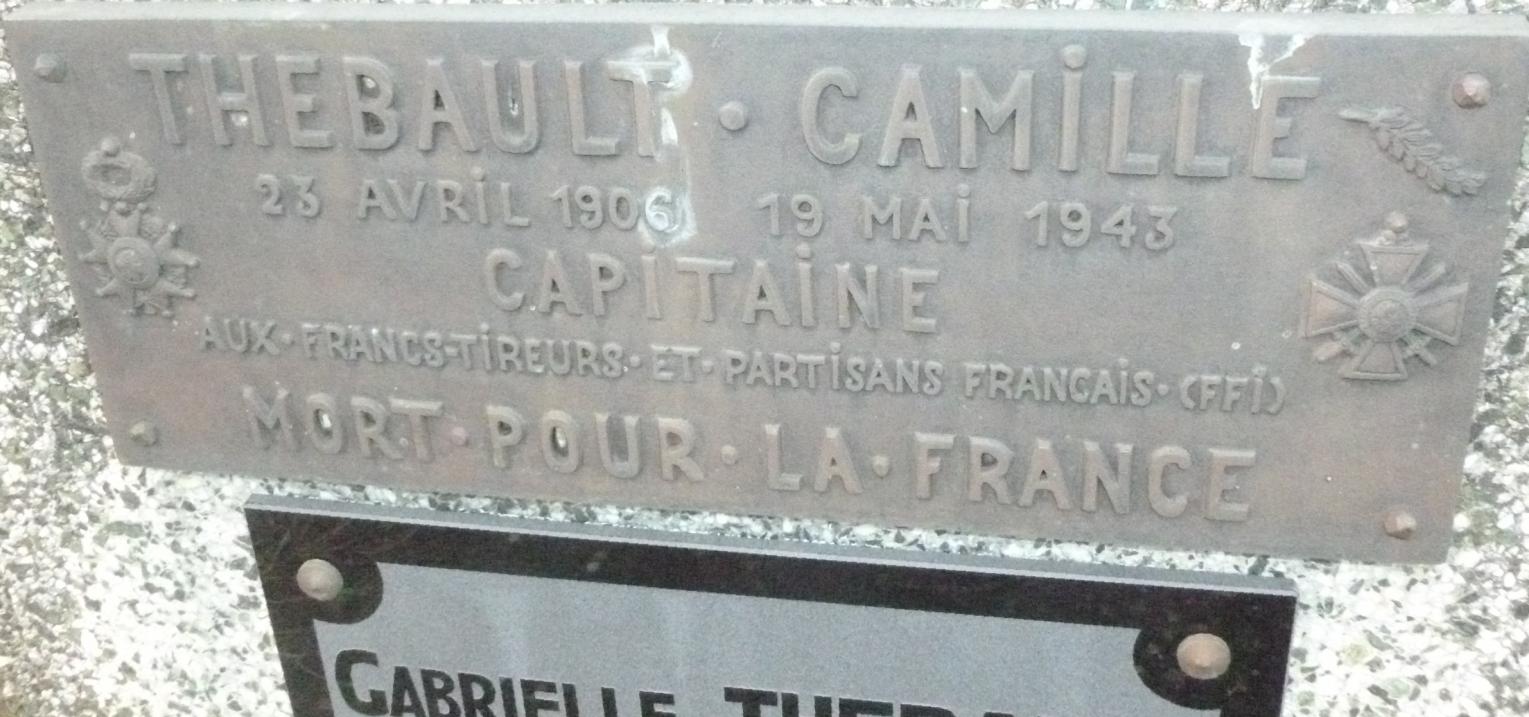 THEBAULT · CAMILLE
23 AVRIL 1906 19 MAI 1943
CAPITAINE
AUX · FRANCS-TIREURS · ET · PARTISANS FRANCAIS · (FFI)
MORT · POUR · LA · FRANCE
GABRIELLE